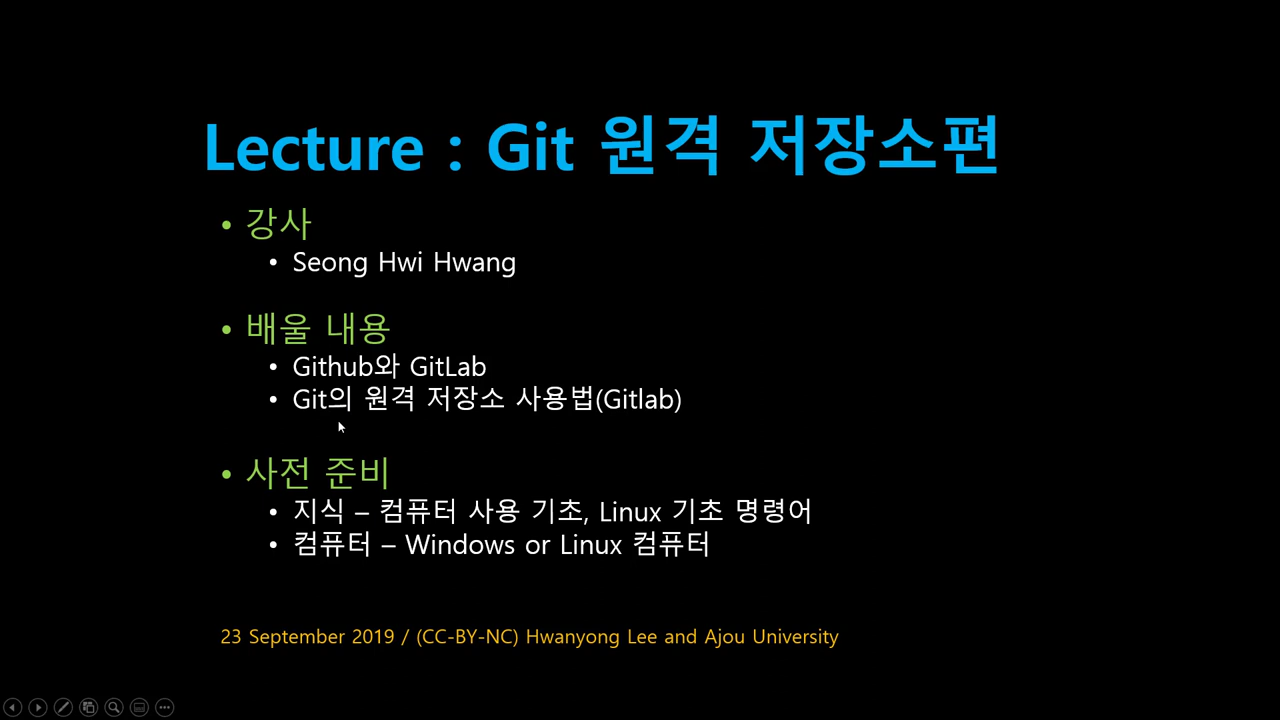 Lecture : Git 원격 저장소편
• 강사
• Seong Hwi Hwang
• 배울 내용
• Github와 GitLab
• Git의 원격 저장소 사용법(Gitlab)
• 사전 준비
• 지식 – 컴퓨터 사용 기초, Linux 기초 명령어
• 컴퓨터 – Windows or Linux 컴퓨터
23 September 2019 / (CC-BY-NC) Hwanyong Lee and Ajou University